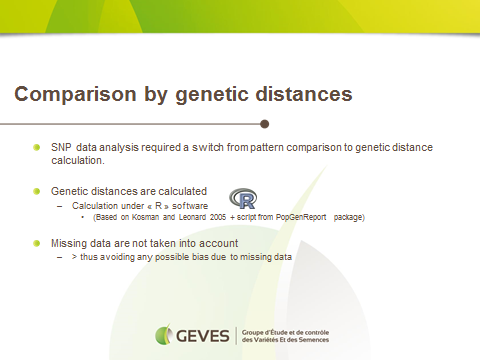 Comparison by genetic distances
SNP data analysis required a switch from pattern comparison to genetic distance
calculation.
Genetic distances are calculated
– Calculation under « R » software
R
• (Based on Kosman and Leonard 2005 + script from PopGenReport package)
Missing data are not taken into account
– > thus avoiding any possible bias due to missing data
GEVES
Groupe d'Étude et de contrôle
des Variétés Et des Semences